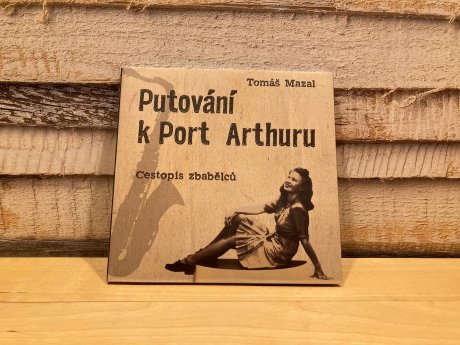 Tomáš Mazal
Putování
k Port Arthuru
Cestopis zbabělců